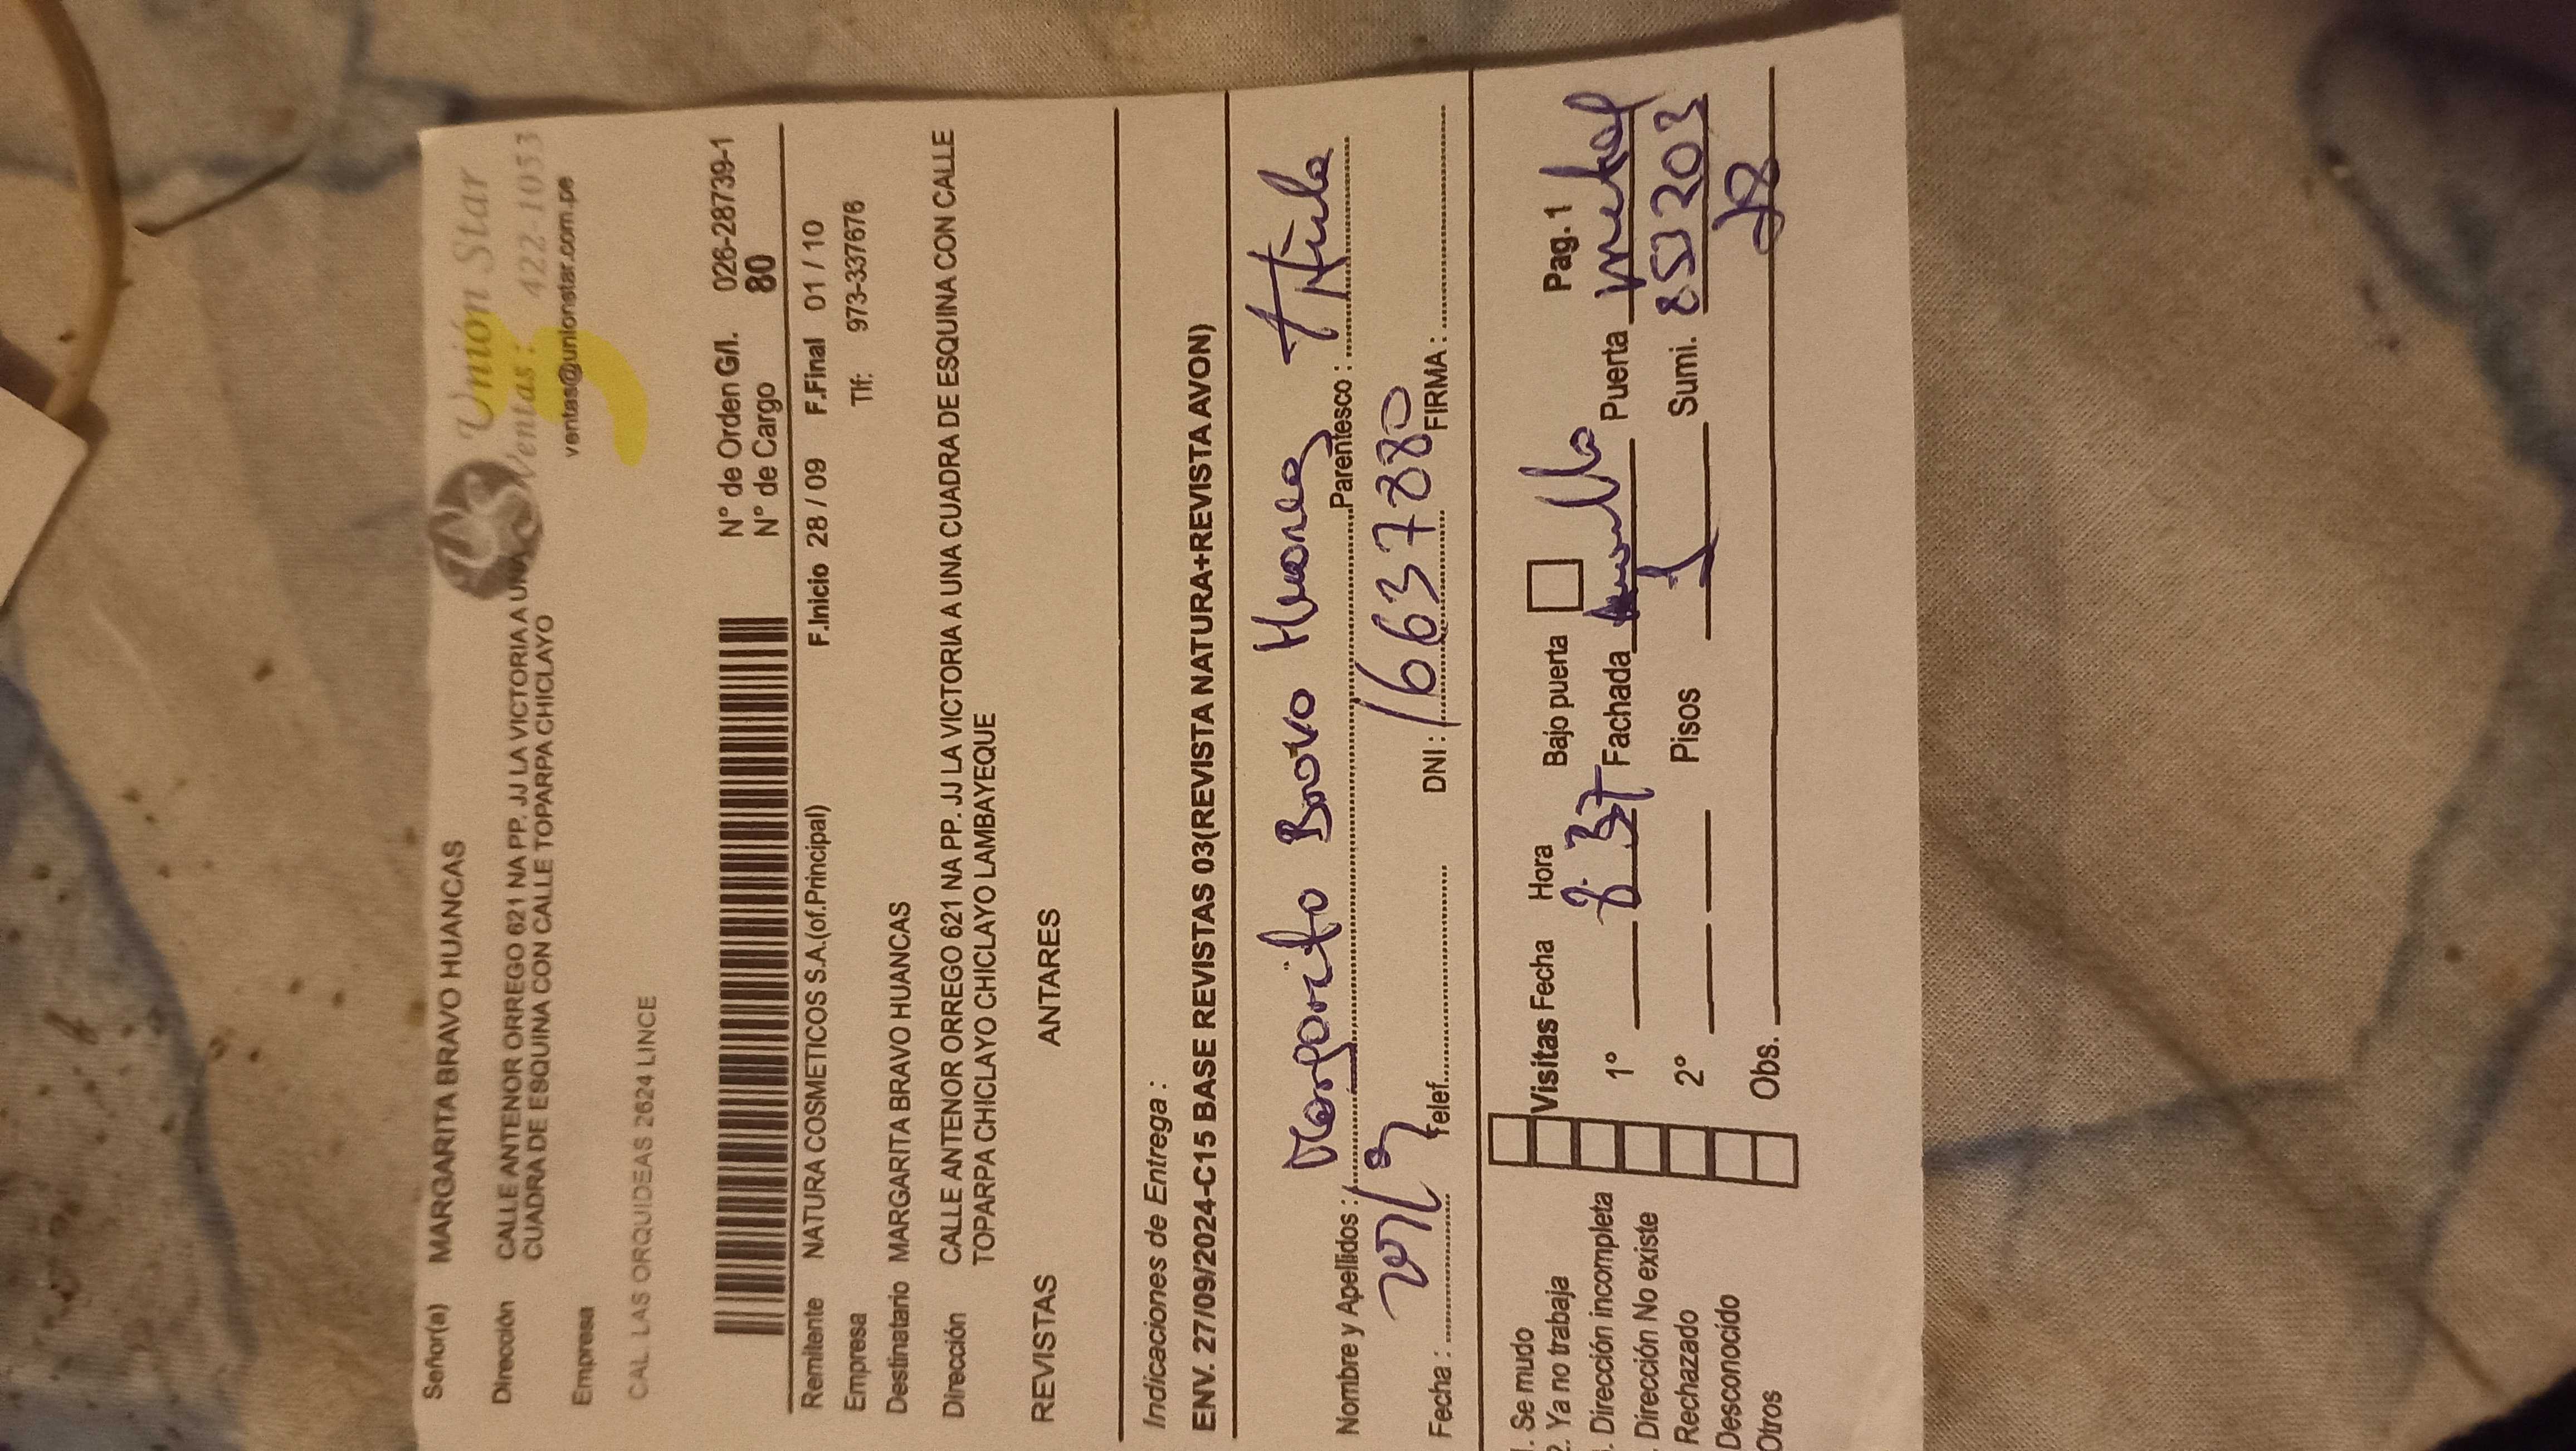 Señor(a) MARGARITA BRAVO HUANCAS
Unión Star
Ventas: 422-1053
ventas@unionstar.com.pe
Dirección CALLE ANTENOR ORREGO 621 NA PP. JJ LA VICTORIA A UNA
CUADRA DE ESQUINA CON CALLE TOPARPA CHICLAYO
Empresa
CAL. LAS ORQUIDEAS 2624 LINCE
N° de Orden G/I. 026-28739-1
N° de Cargo 80
Remitente NATURA COSMETICOS S.A.(of.Principal) F.Inicio 28 / 09 F.Final 01 / 10
Empresa Tlf: 973-337676
Destinatario MARGARITA BRAVO HUANCAS
Dirección CALLE ANTENOR ORREGO 621 NA PP. JJ LA VICTORIA A UNA CUADRA DE ESQUINA CON CALLE
TOPARPA CHICLAYO CHICLAYO LAMBAYEQUE
REVISTAS ANTARES
Indicaciones de Entrega :
ENV. 27/09/2024-C15 BASE REVISTAS 03(REVISTA NATURA+REVISTA AVON)
Nombre y Apellidos : Margarita Bravo Parentesco :
Fecha : Telef. DNI : 16637880 FIRMA :
. Se mudo
. Ya no trabaja
. Dirección incompleta
. Dirección No existe
Rechazado
Desconocido
Otros
Visitas Fecha Hora Bajo puerta Pag. 1
1° 8:37 Fachada Puerta
2° Pisos 1 Sumi.
Obs.